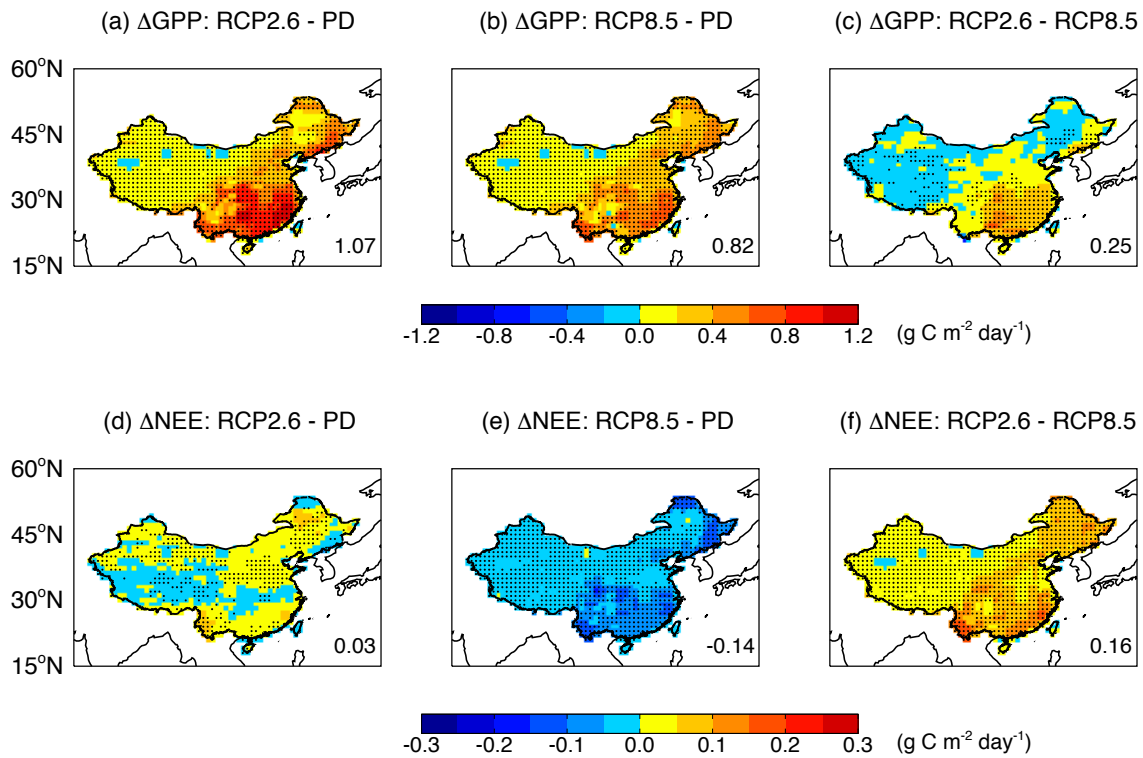 (a) ΔGPP: RCP2.6 - PD (b) ΔGPP: RCP8.5 - PD (c) ΔGPP: RCP2.6 - RCP8.5
60°N
45°N
30°N
15°N
1.07 0.82 0.25
-1.2 -0.8 -0.4 0.0 0.4 0.8 1.2 (g C m⁻² day⁻¹)
(d) ΔNEE: RCP2.6 - PD (e) ΔNEE: RCP8.5 - PD (f) ΔNEE: RCP2.6 - RCP8.5
60°N
45°N
30°N
15°N
0.03 -0.14 0.16
-0.3 -0.2 -0.1 0.0 0.1 0.2 0.3 (g C m⁻² day⁻¹)